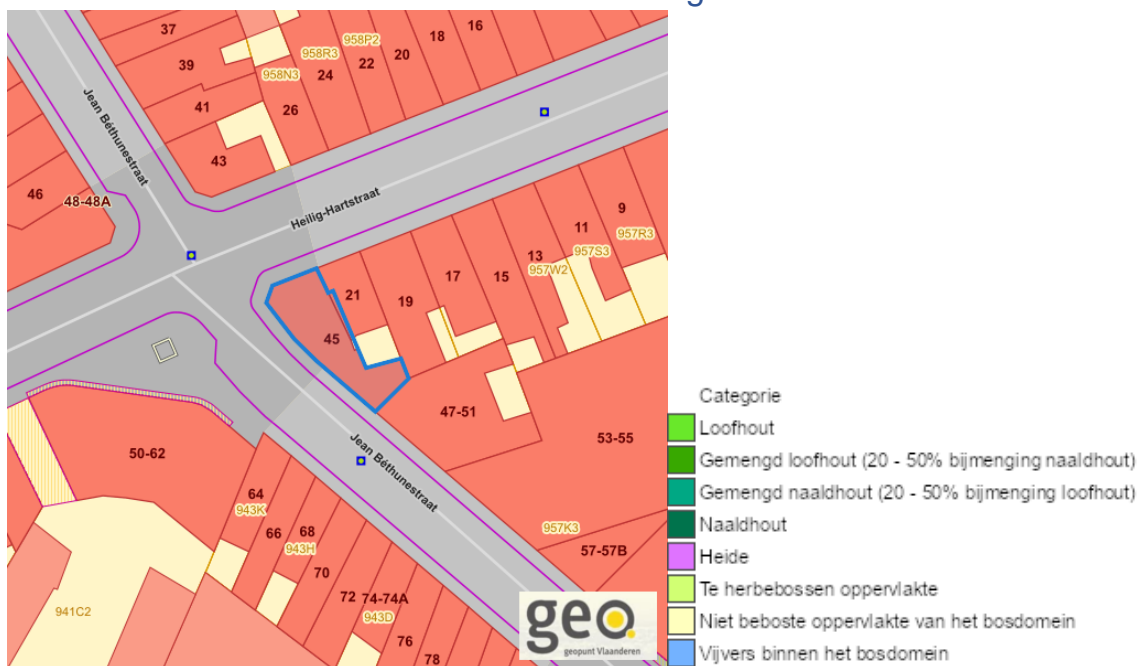 37
39
41
43
958N3
26
958R3
24
958P2
22
20
18
16
Jean Béthunestraat
46
48-48A
Heilig-Hartstraat
21
19
17
15
13
957W2
11
957S3
9
957R3
45
47-51
53-55
957K3
57-57B
50-62
Jean Béthunestraat
64
943K
66
68
943H
70
72
74-74A
943D
76
78
941C2
geo.
geopunt Vlaanderen
Categorie
Loofhout
Gemengd loofhout (20 - 50% bijmenging naaldhout)
Gemengd naaldhout (20 - 50% bijmenging loofhout)
Naaldhout
Heide
Te herbebossen oppervlakte
Niet beboste oppervlakte van het bosdomein
Vijvers binnen het bosdomein